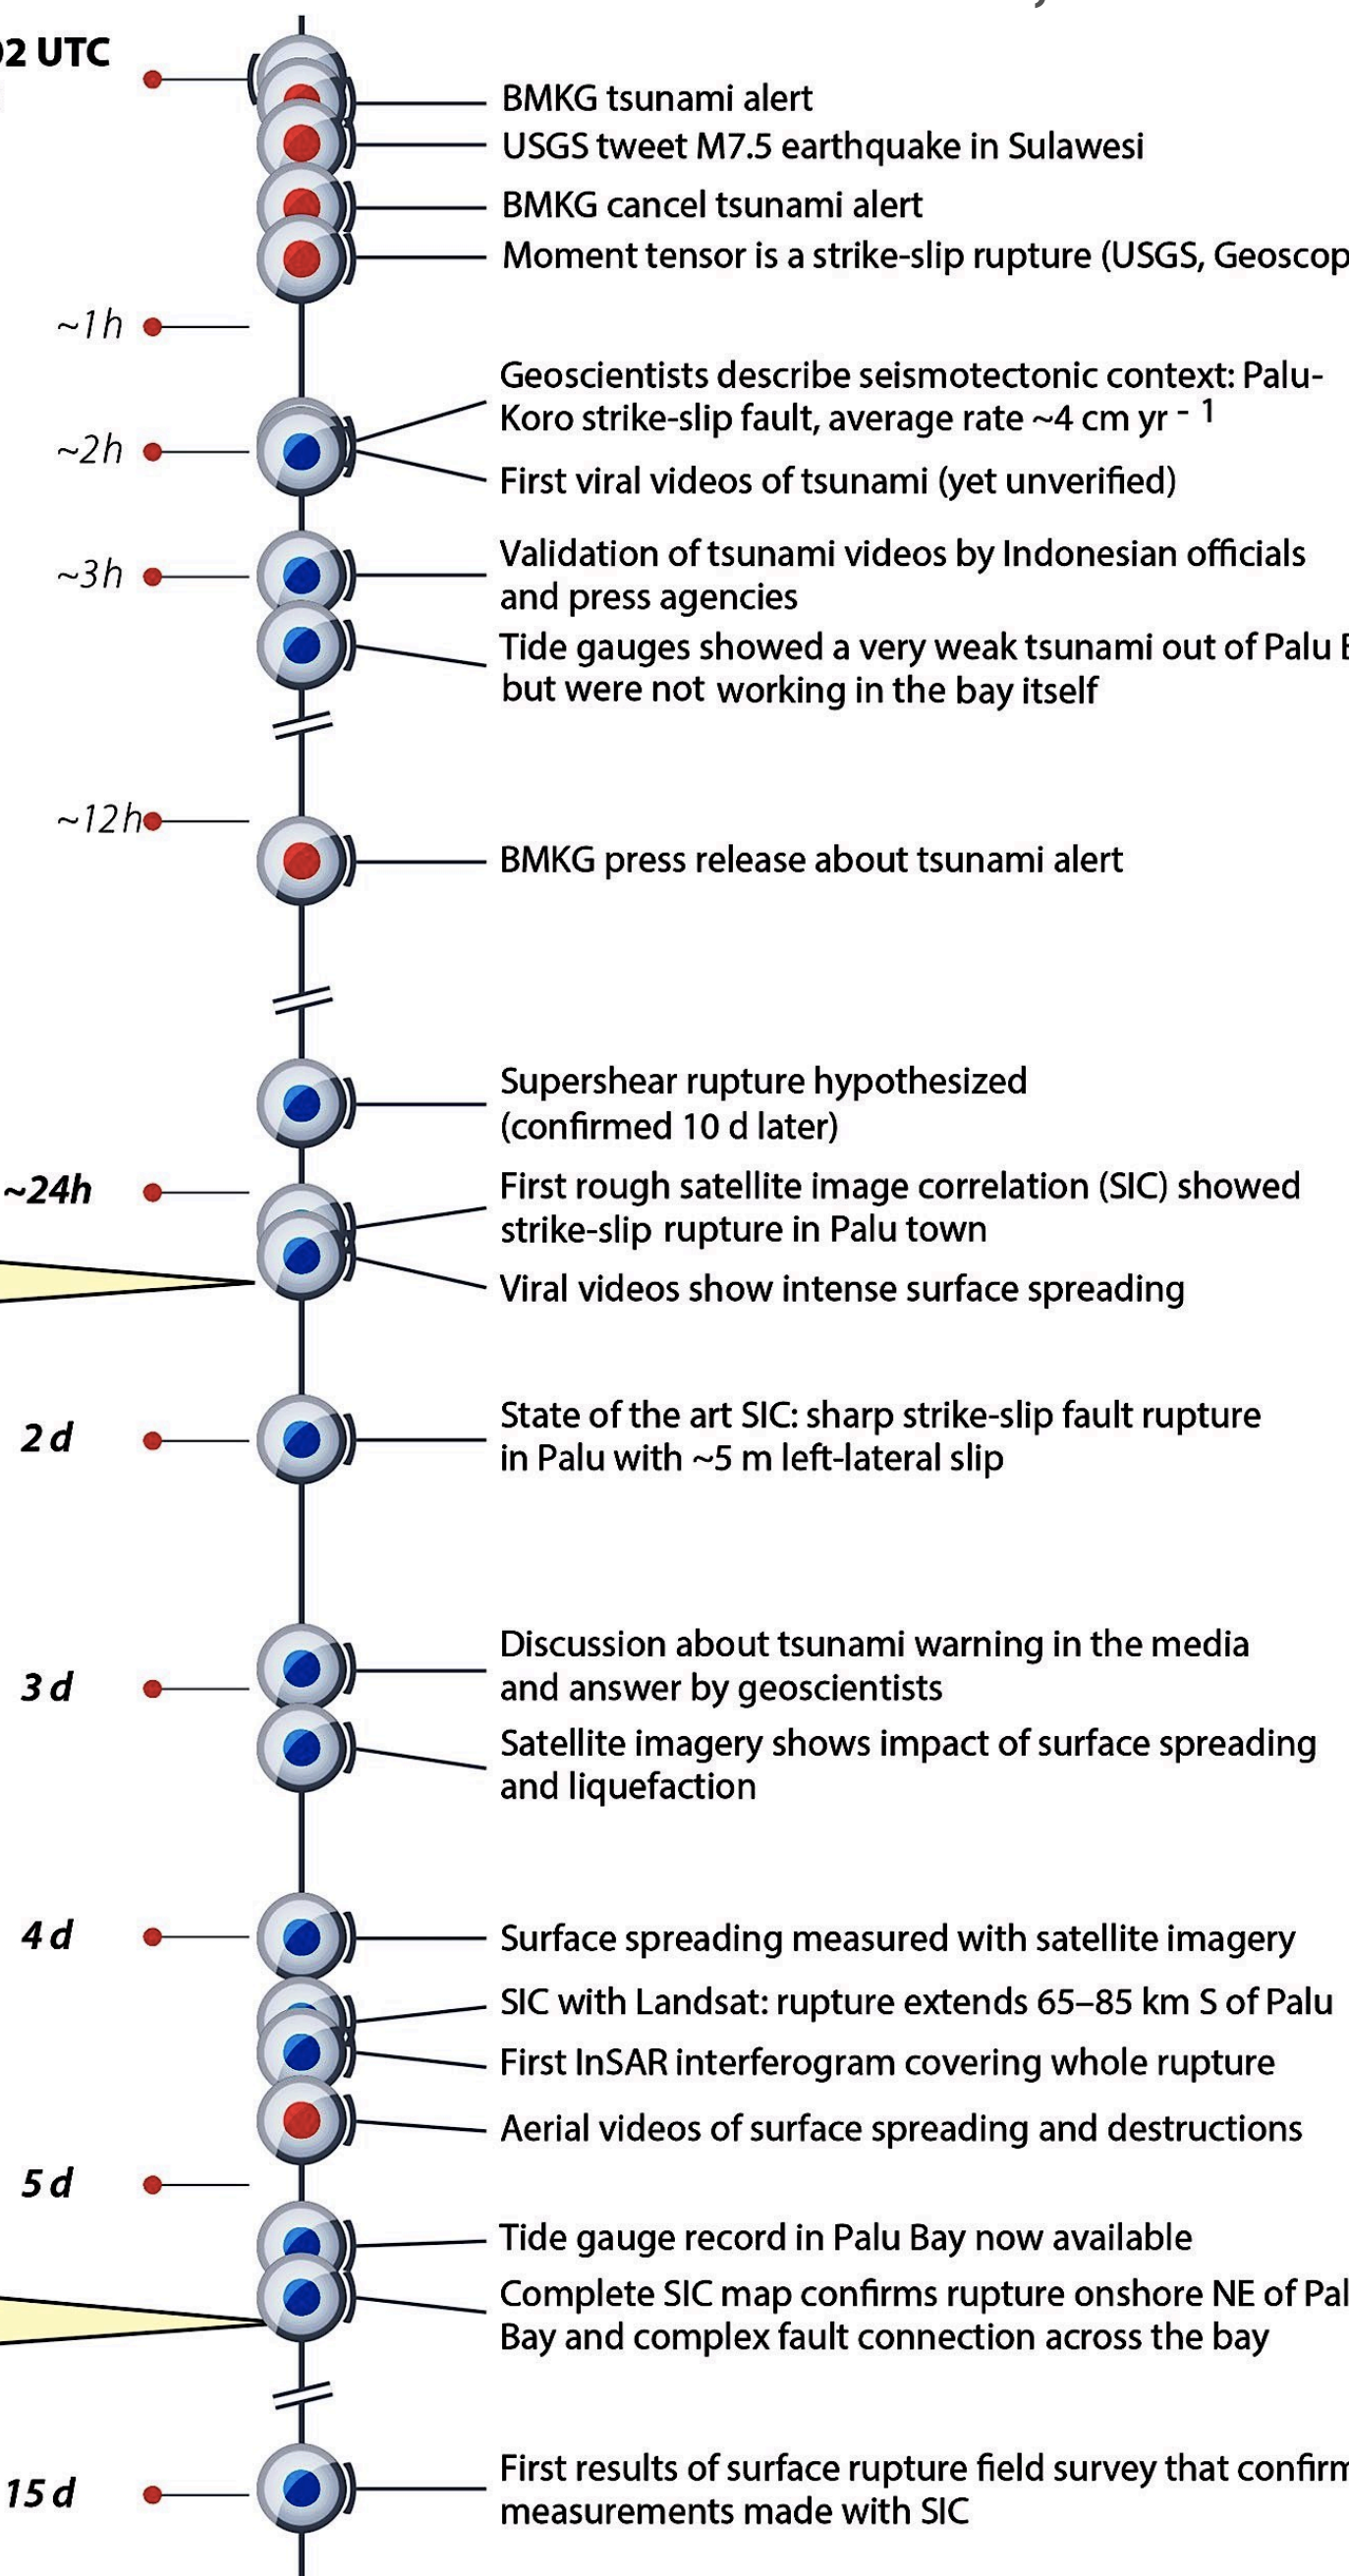 02 UTC
BMKG tsunami alert
USGS tweet M7.5 earthquake in Sulawesi
BMKG cancel tsunami alert
Moment tensor is a strike-slip rupture (USGS, Geoscop
~1h
Geoscientists describe seismotectonic context: Palu-
Koro strike-slip fault, average rate ~4 cm yr - 1
~2h
First viral videos of tsunami (yet unverified)
~3h
Validation of tsunami videos by Indonesian officials
and press agencies
Tide gauges showed a very weak tsunami out of Palu
but were not working in the bay itself
~12h
BMKG press release about tsunami alert
Supershear rupture hypothesized
(confirmed 10 d later)
~24h
First rough satellite image correlation (SIC) showed
strike-slip rupture in Palu town
Viral videos show intense surface spreading
2 d
State of the art SIC: sharp strike-slip fault rupture
in Palu with ~5 m left-lateral slip
3 d
Discussion about tsunami warning in the media
and answer by geoscientists
Satellite imagery shows impact of surface spreading
and liquefaction
4 d
Surface spreading measured with satellite imagery
SIC with Landsat: rupture extends 65–85 km S of Palu
First InSAR interferogram covering whole rupture
Aerial videos of surface spreading and destructions
5 d
Tide gauge record in Palu Bay now available
Complete SIC map confirms rupture onshore NE of Pal
Bay and complex fault connection across the bay
15 d
First results of surface rupture field survey that confirm
measurements made with SIC